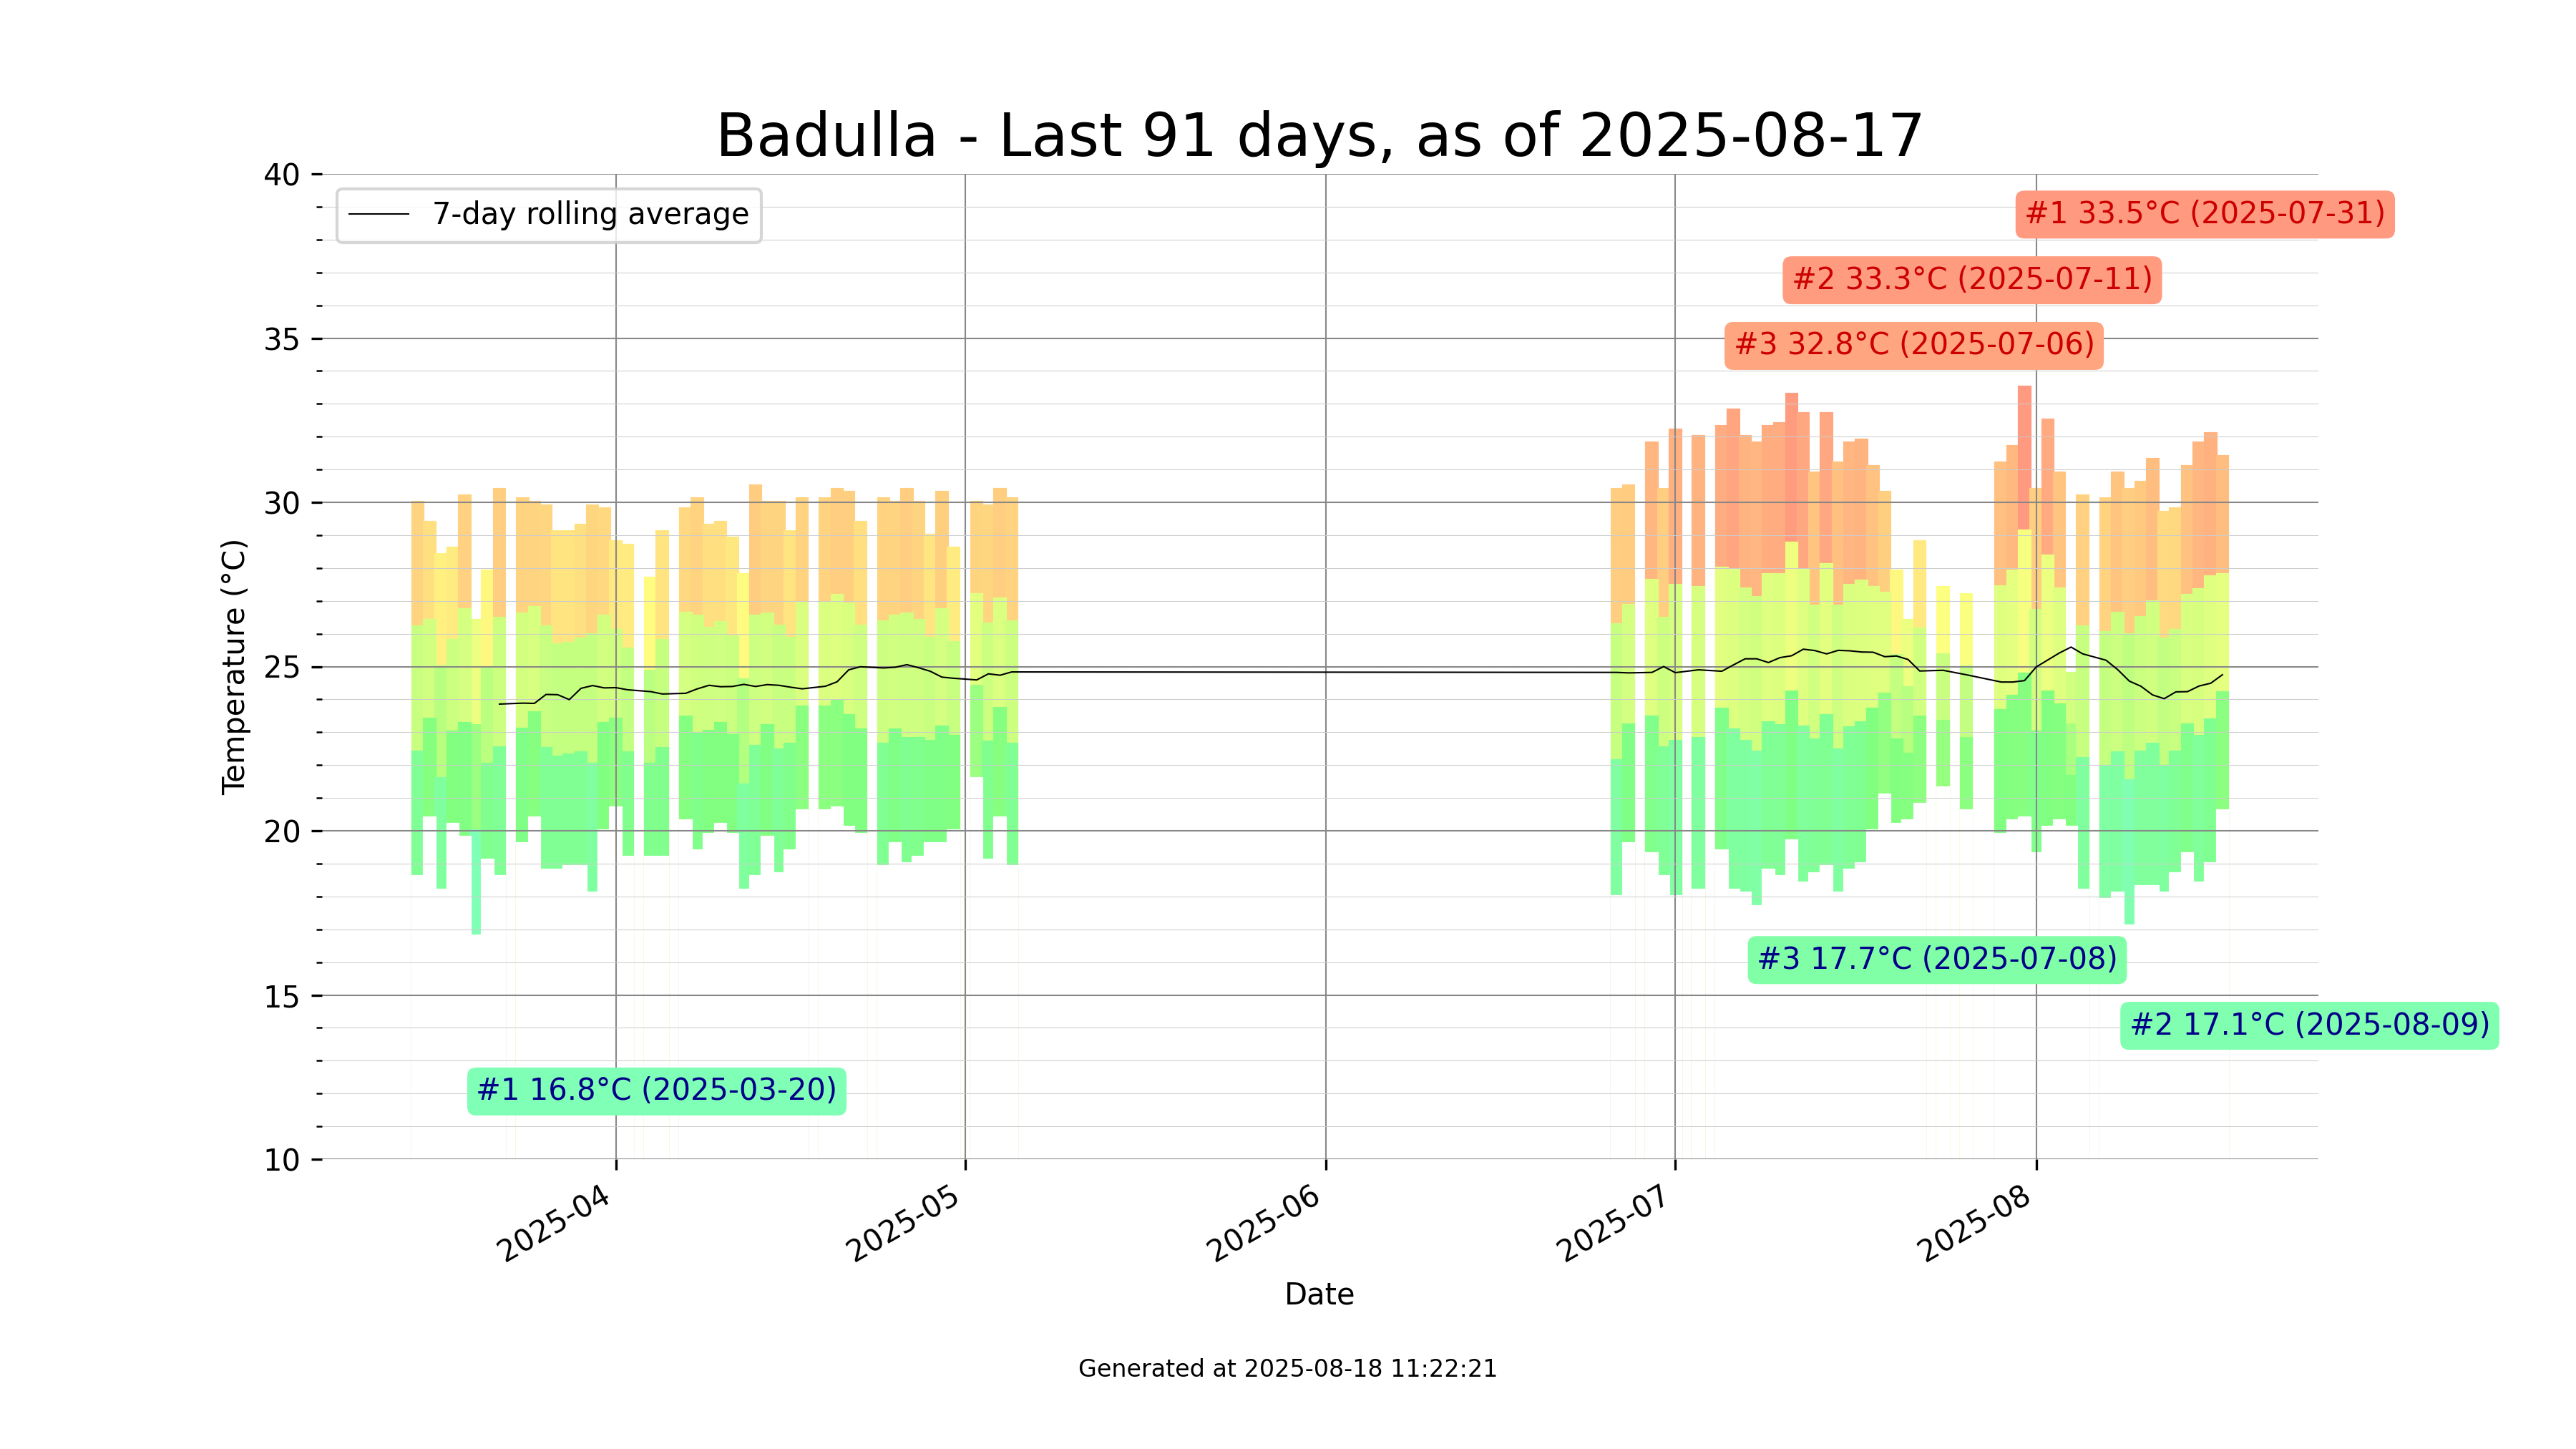 Badulla - Last 91 days, as of 2025-08-17
40
7-day rolling average
#1 33.5°C (2025-07-31)
#2 33.3°C (2025-07-11)
35
#3 32.8°C (2025-07-06)
30
Temperature (°C)
25
20
#3 17.7°C (2025-07-08)
15
#2 17.1°C (2025-08-09)
#1 16.8°C (2025-03-20)
10
2025-04
2025-05
2025-06
2025-07
2025-08
Date
Generated at 2025-08-18 11:22:21